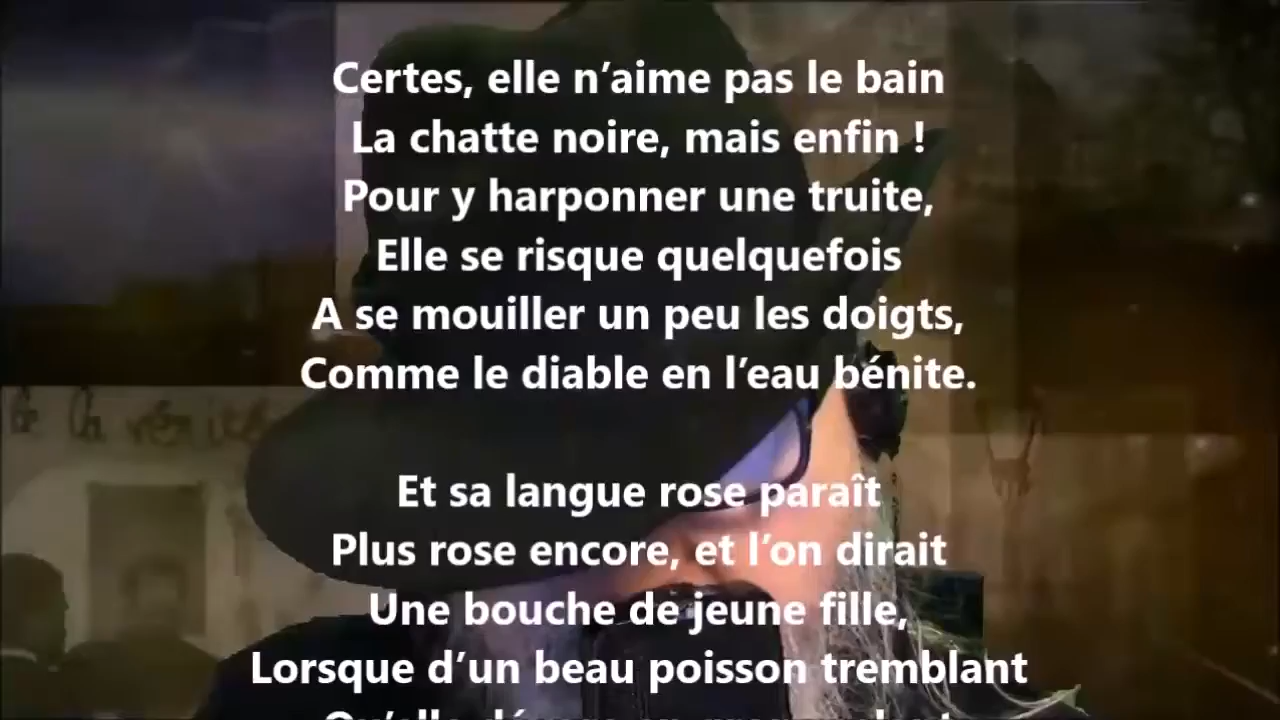 Certes, elle n’aime pas le bain
La chatte noire, mais enfin !
Pour y harponner une truite,
Elle se risque quelquefois
A se mouiller un peu les doigts,
Comme le diable en l’eau bénite.
Et sa langue rose paraît
Plus rose encore, et l’on dirait
Une bouche de jeune fille,
Lorsque d’un beau poisson tremblant